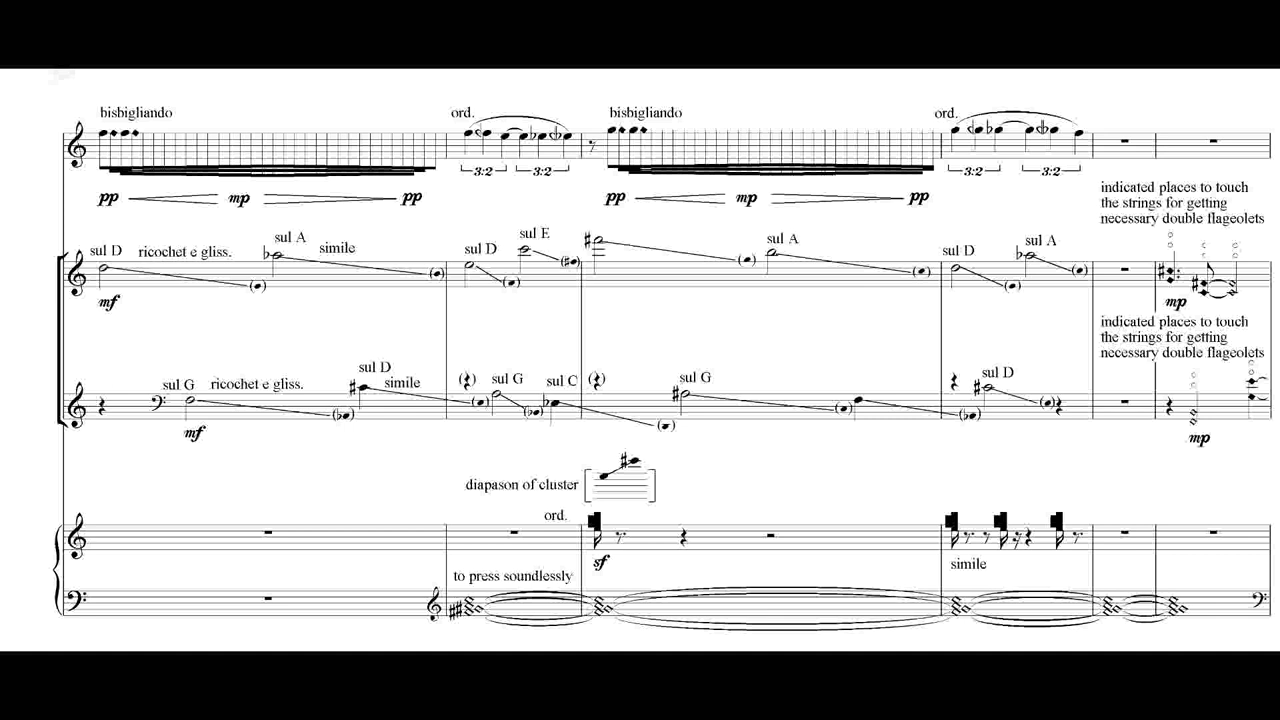 bisbigliando
ord.
bisbigliando
ord.
3:2
3:2
3:2
3:2
pp
mp
pp
pp
mp
pp
indicated places to touch
the strings for getting
necessary double flageolets
sul D
ricochet e gliss.
sul A
simile
sul D
sul E
sul A
sul D
sul A
mf
mp
indicated places to touch
the strings for getting
necessary double flageolets
sul G
ricochet e gliss.
sul D
simile
sul G
sul C
sul G
sul D
mf
mp
diapason of cluster
ord.
sf
simile
to press soundlessly